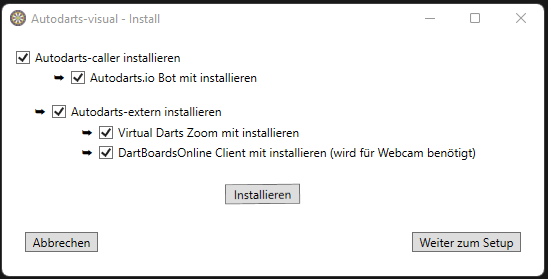 Autodarts-visual - Install
Autodarts-caller installieren
Autodarts.io Bot mit installieren
Autodarts-extern installieren
Virtual Darts Zoom mit installieren
DartBoardsOnline Client mit installieren (wird für Webcam benötigt)
Installieren
Abbrechen
Weiter zum Setup